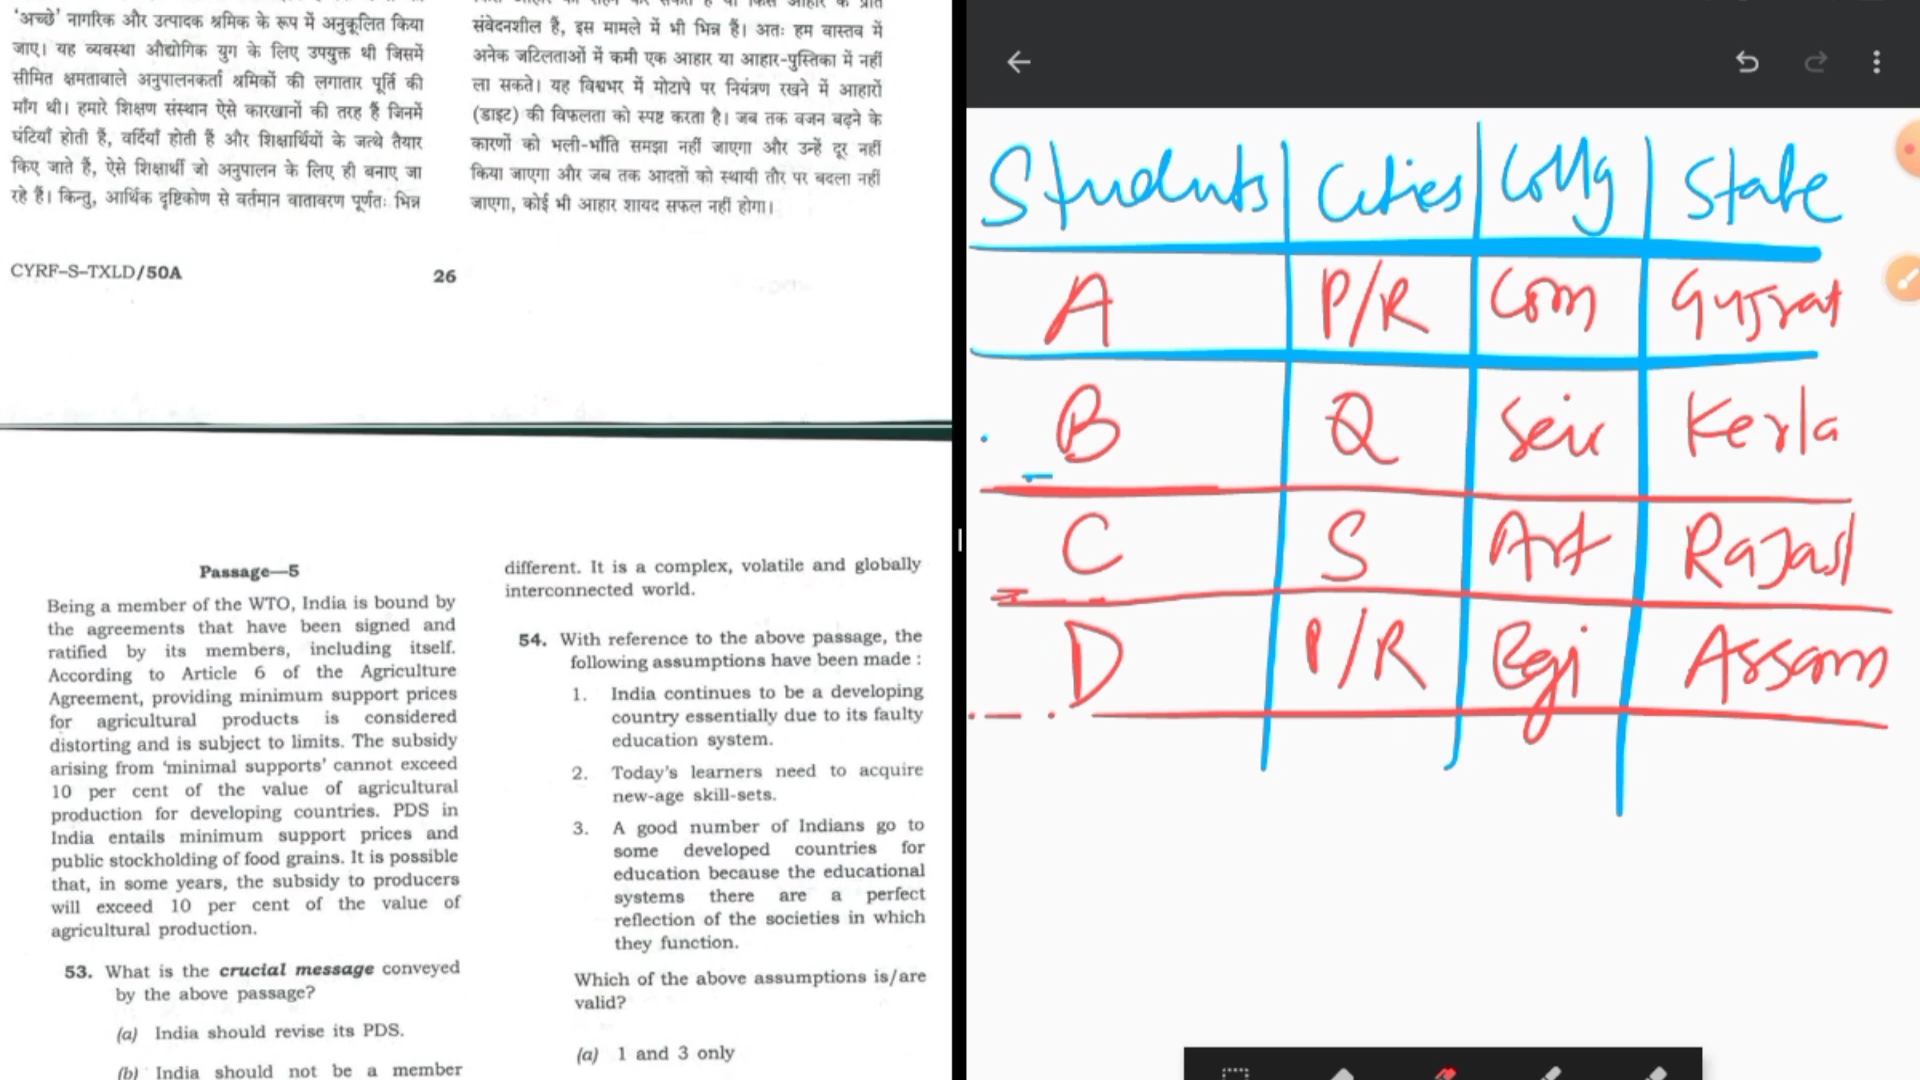 'अच्छे' नागरिक और उत्पादक श्रमिक के रूप में अनुकूलित किया
जाए। यह व्यवस्था औद्योगिक युग के लिए उपयुक्त थी जिसमें
सीमित क्षमतावाले अनुपालनकर्ता श्रमिकों की लगातार पूर्ति की
माँग थी। हमारे शिक्षण संस्थान ऐसे कारखानों की तरह हैं जिनमें
घंटियाँ होती हैं, वर्दियाँ होती हैं और शिक्षार्थियों के जत्थे तैयार
किए जाते हैं, ऐसे शिक्षार्थी जो अनुपालन के लिए ही बनाए जा
रहे हैं। किन्तु, आर्थिक दृष्टिकोण से वर्तमान वातावरण पूर्णतः भिन्न
संवेदनशील हैं, इस मामले में भी भिन्न हैं। अतः हम वास्तव में
अनेक जटिलताओं में कमी एक आहार या आहार-पुस्तिका में नहीं
ला सकते। यह विश्वभर में मोटापे पर नियंत्रण रखने में आहारों
(डाइट) की विफलता को स्पष्ट करता है। जब तक वजन बढ़ने के
कारणों को भली-भाँति समझा नहीं जाएगा और उन्हें दूर नहीं
किया जाएगा और जब तक आदतों को स्थायी तौर पर बदला नहीं
जाएगा, कोई भी आहार शायद सफल नहीं होगा।
CYRF-S-TXLD/50A
26
Passage—5
Being a member of the WTO, India is bound by
the agreements that have been signed and
ratified by its members, including itself.
According to Article 6 of the Agriculture
Agreement, providing minimum support prices
for agricultural products is considered
distorting and is subject to limits. The subsidy
arising from 'minimal supports' cannot exceed
10 per cent of the value of agricultural
production for developing countries. PDS in
India entails minimum support prices and
public stockholding of food grains. It is possible
that, in some years, the subsidy to producers
will exceed 10 per cent of the value of
agricultural production.
53. What is the crucial message conveyed
by the above passage?
(a) India should revise its PDS.
(b) India should not be a member
different. It is a complex, volatile and globally
interconnected world.
54. With reference to the above passage, the
following assumptions have been made :
1. India continues to be a developing
country essentially due to its faulty
education system.
2. Today's learners need to acquire
new-age skill-sets.
3. A good number of Indians go to
some developed countries for
education because the educational
systems there are a perfect
reflection of the societies in which
they function.
Which of the above assumptions is/are
valid?
(a) 1 and 3 only
Students Cities State
A P/R Com Gujrat
B Q Kerla
C S Art Rajast
D P/R Assam